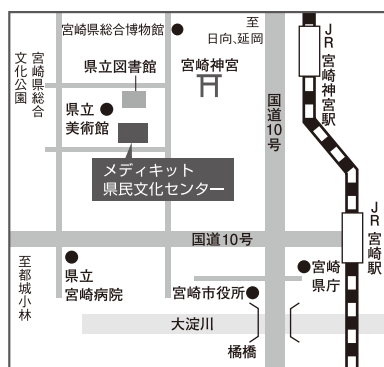 宮崎県総合博物館
至
日向、延岡
JR 宮崎神宮駅
宮崎県総合
文化公園
県立図書館
宮崎神宮
県立
美術館
国道10号
メディキット
県民文化センター
国道10号
JR 宮崎駅
至都城小林
県立
宮崎病院
宮崎
県庁
宮崎市役所
大淀川
橘橋